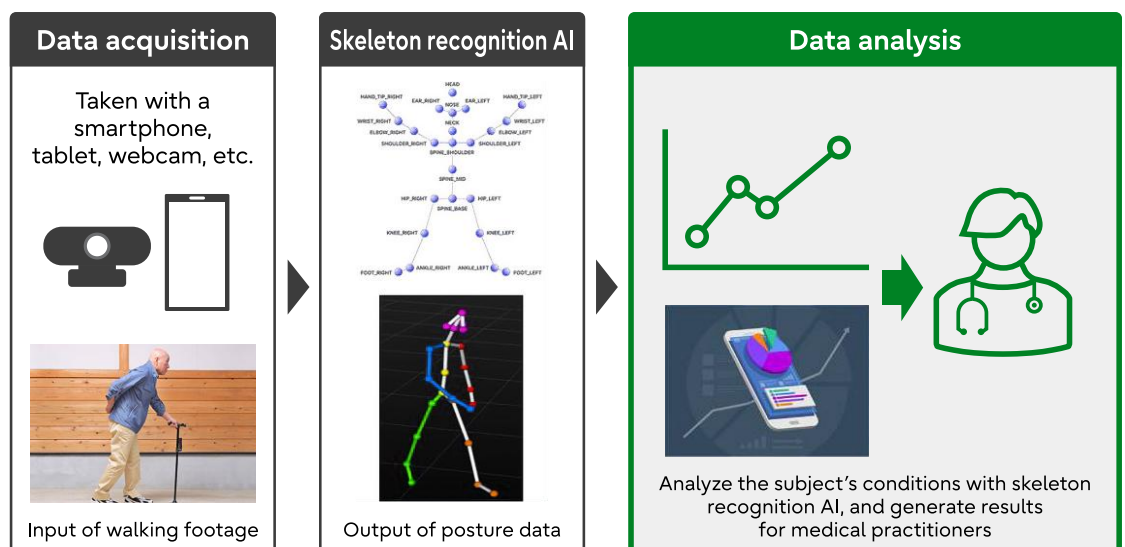 Data acquisition
Taken with a
smartphone,
tablet, webcam, etc.
Input of walking footage
Skeleton recognition AI
HEAD
HAND_TIP_RIGHT
EAR_RIGHT
EAR_LEFT
HAND_TIP_LEFT
NOSE
WRIST_RIGHT
NECK
WRIST_LEFT
ELBOW_RIGHT
ELBOW_LEFT
SHOULDER_RIGHT
SHOULDER_LEFT
SPINE_SHOULDER
SPINE_MID
HIP_RIGHT
HIP_LEFT
SPINE_BASE
KNEE_RIGHT
KNEE_LEFT
FOOT_RIGHT
ANKLE_RIGHT
ANKLE_LEFT
FOOT_LEFT
Output of posture data
Data analysis
Analyze the subject's conditions with skeleton
recognition AI, and generate results
for medical practitioners